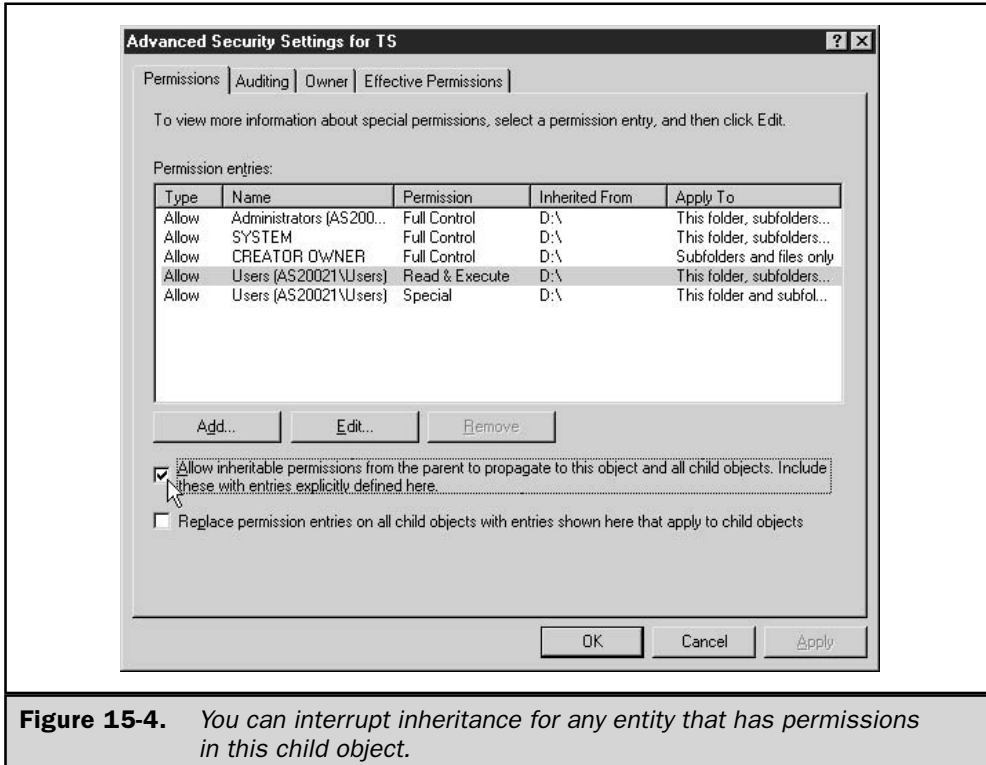 Advanced Security Settings for TS
Permissions Auditing Owner Effective Permissions
To view more information about special permissions, select a permission entry, and then click Edit.
Permission entries:
Type Name Permission Inherited From Apply To
Allow Administrators (AS200... Full Control D:\ This folder, subfolders...
Allow SYSTEM Full Control D:\ This folder, subfolders...
Allow CREATOR OWNER Full Control D:\ Subfolders and files only
Allow Users (AS20021\Users) Read & Execute D:\ This folder, subfolders...
Allow Users (AS20021\Users) Special D:\ This folder and subfol...
Add... Edit... Remove
Allow inheritable permissions from the parent to propagate to this object and all child objects. Include
these with entries explicitly defined here.
Replace permission entries on all child objects with entries shown here that apply to child objects
OK Cancel Apply
Figure 15-4. You can interrupt inheritance for any entity that has permissions
in this child object.